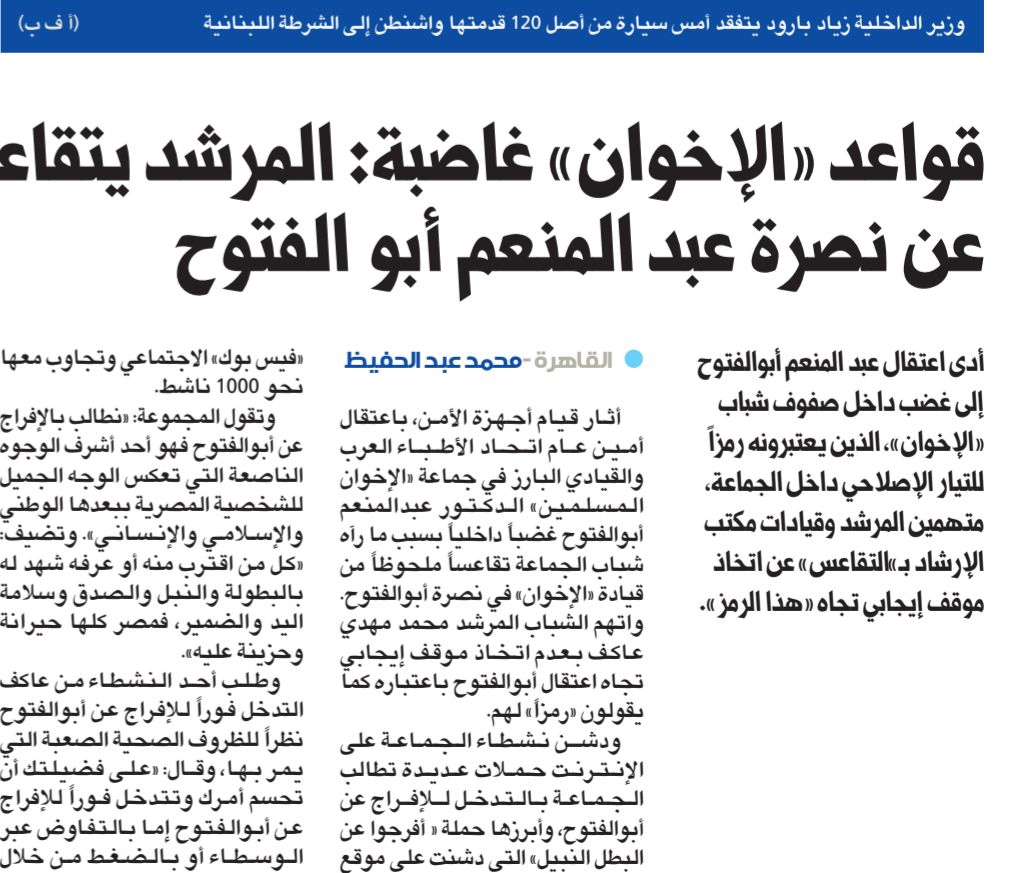 وزير الداخلية زياد بارود يتفقد أمس سيارة من أصل 120 قدمتها واشنطن إلى الشرطة اللبنانية (أ ف ب)
قواعد «الإخوان» غاضبة: المرشد يتقاع
عن نصرة عبد المنعم أبو الفتوح
أدى اعتقال عبد المنعم أبوالفتوح
إلى غضب داخل صفوف شباب
«الإخوان»، الذين يعتبرونه رمزاً
للتيار الإصلاحي داخل الجماعة،
متهمين المرشد وقيادات مكتب
الإرشاد بـ»التقاعس» عن اتخاذ
موقف إيجابي تجاه «هذا الرمز».
القاهرة - محمد عبد الحفيظ
أثار قيام أجهزة الأمن، باعتقال
أمين عام اتحاد الأطباء العرب
والقيادي البارز في جماعة «الإخوان
المسلمين» الدكتور عبدالمنعم
أبوالفتوح غضباً داخلياً بسبب ما رآه
شباب الجماعة تقاعساً ملحوظاً من
قيادة «الإخوان» في نصرة أبوالفتوح.
واتهم الشباب المرشد محمد مهدي
عاكف بعدم اتخاذ موقف إيجابي
تجاه اعتقال أبوالفتوح باعتباره كما
يقولون «رمزاً» لهم.
ودشن نشطاء الجماعة على
الإنترنت حملات عديدة تطالب
الجماعة بالتدخل للإفراج عن
أبوالفتوح، وأبرزها حملة « أفرجوا عن
البطل النبيل» التي دشنت على موقع
«فيس بوك» الاجتماعي وتجاوب معها
نحو 1000 ناشط.
وتقول المجموعة: «نطالب بالإفراج
عن أبوالفتوح فهو أحد أشرف الوجوه
الناصعة التي تعكس الوجه الجميل
للشخصية المصرية ببعدها الوطني
والإسلامي والإنساني». وتضيف:
«كل من اقترب منه أو عرفه شهد له
بالبطولة والنبل والصدق وسلامة
اليد والضمير، فمصر كلها حيرانة
وحزينة عليه».
وطلب أحد النشطاء من عاكف
التدخل فوراً للإفراج عن أبوالفتوح
نظراً للظروف الصحية الصعبة التي
يمر بها، وقال: «على فضيلتك أن
تحسم أمرك وتتدخل فوراً للإفراج
عن أبوالفتوح إما بالتفاوض عبر
الوسطاء أو بالضغط من خلال